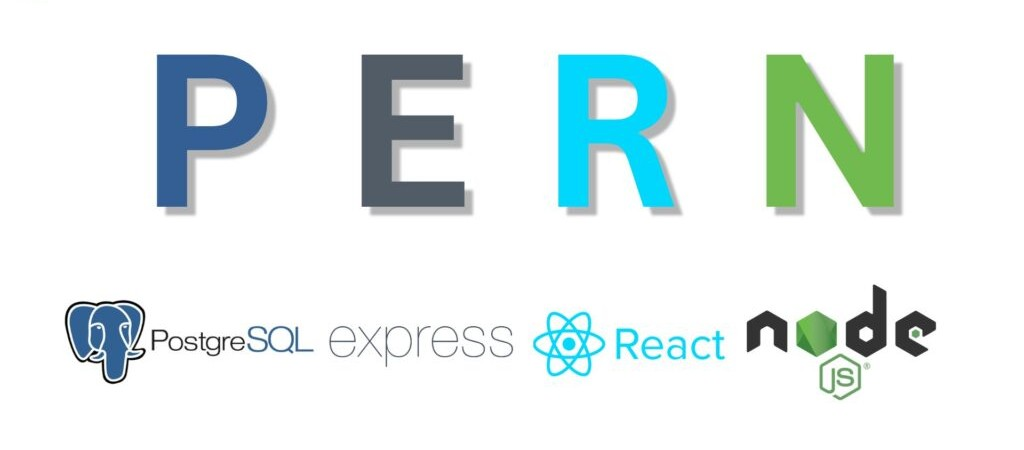 P E R N
PostgreSQL express React node
JS®